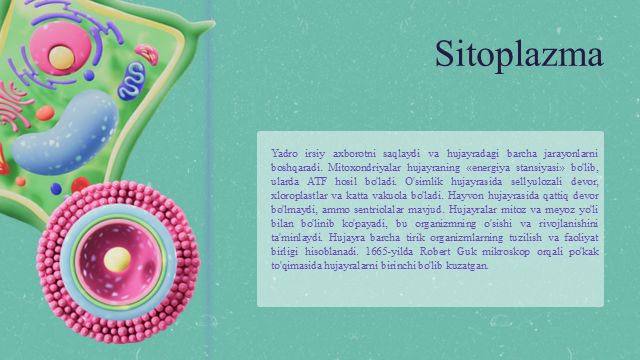 Sitoplazma
Yadro irsiy axborotni saqlaydi va hujayradagi barcha jarayonlarni
boshqaradi. Mitoxondriyalar hujayraning «energiya stansiyasi» bo'lib,
ularda ATF hosil bo'ladi. O'simlik hujayrasida sellyulozali devor,
xloroplastlar va katta vakuola bo'ladi. Hayvon hujayrasida qattiq devor
bo'lmaydi, ammo sentriolalar mavjud. Hujayralar mitoz va meyoz yo'li
bilan bo'linib ko'payadi, bu organizmning o'sishi va rivojlanishini
ta'minlaydi. Hujayra barcha tirik organizmlarning tuzilish va faoliyat
birligi hisoblanadi. 1665-yilda Robert Guk mikroskop orqali po'kak
to'qimasida hujayralarni birinchi bo'lib kuzatgan.